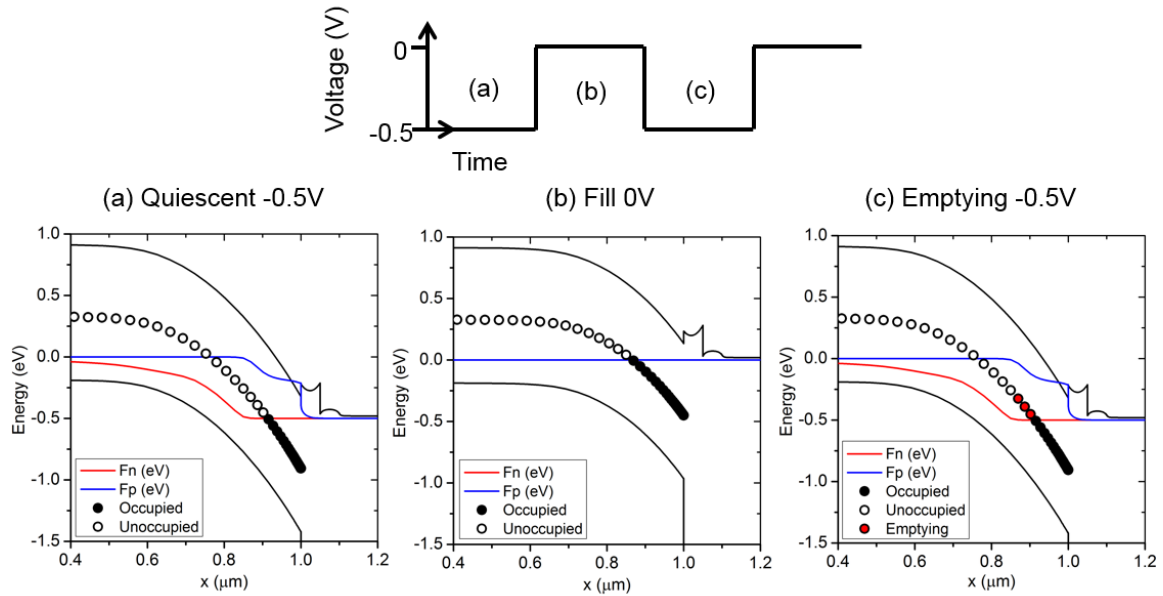 Voltage (V)
0
-0.5
(a)
(b)
(c)
Time
(a) Quiescent -0.5V
(b) Fill 0V
(c) Emptying -0.5V
Energy (eV)
1.0
0.5
0.0
-0.5
-1.0
-1.5
Fn (eV)
Fp (eV)
Occupied
Unoccupied
0.4 0.6 0.8 1.0 1.2
x (μm)
Energy (eV)
1.0
0.5
0.0
-0.5
-1.0
-1.5
Fn (eV)
Fp (eV)
Occupied
Unoccupied
0.4 0.6 0.8 1.0 1.2
x (μm)
Energy (eV)
1.0
0.5
0.0
-0.5
-1.0
-1.5
Fn (eV)
Fp (eV)
Occupied
Unoccupied
Emptying
0.4 0.6 0.8 1.0 1.2
x (μm)